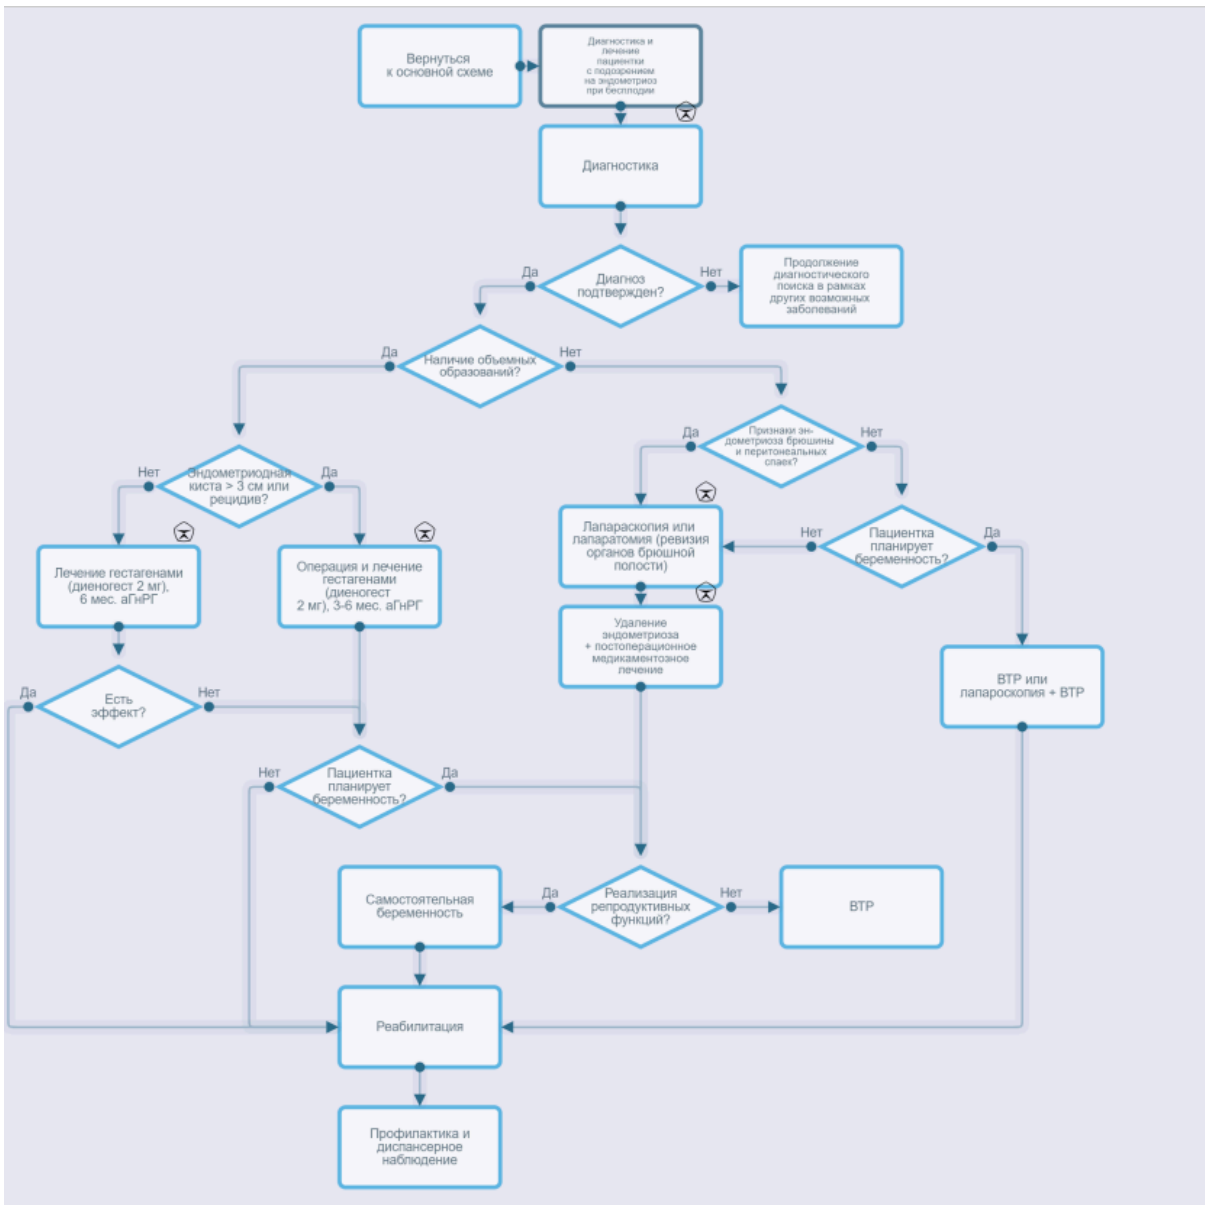 Вернуться
к основной схеме
Диагностика и
лечение
пациентки
с подозрением
на эндометриоз
при бесплодии
Диагностика
Да
Диагноз
подтвержден?
Нет
Продолжение
диагностического
поиска в рамках
других возможных
заболеваний
Да
Наличие объемных
образований?
Нет
Да
Признаки эн-
дометриоза брюшины
и перитонеальных
спаек?
Нет
Нет
Эндометриодная
киста > 3 см или
рецидив?
Да
Лапараскопия или
лапаратомия (ревизия
органов брюшной
полости)
Нет
Пациентка
планирует
беременность?
Да
Лечение гестагенами
(диеногест 2 мг),
6 мес. аГнРГ
Операция и лечение
гестагенами
(диеногест
2 мг), 3-6 мес. аГнРГ
Удаление
эндометриоза
+ постоперационное
медикаментозное
лечение
ВТР или
лапароскопия + ВТР
Да
Есть
эффект?
Нет
Нет
Пациентка
планирует
беременность?
Да
Самостоятельная
беременность
Да
Реализация
репродуктивных
функций?
Нет
ВТР
Реабилитация
Профилактика и
диспансерное
наблюдение